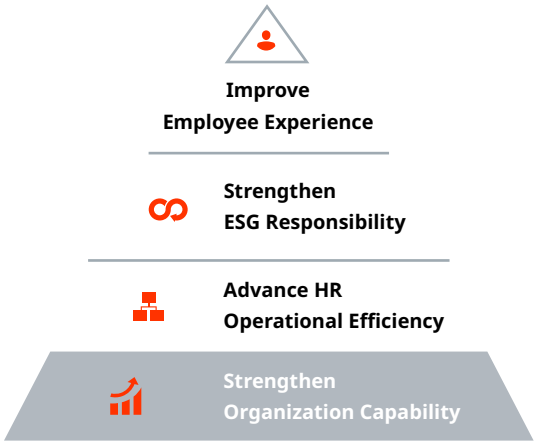 Improve
Employee Experience
Strengthen
ESG Responsibility
Advance HR
Operational Efficiency
Strengthen
Organization Capability